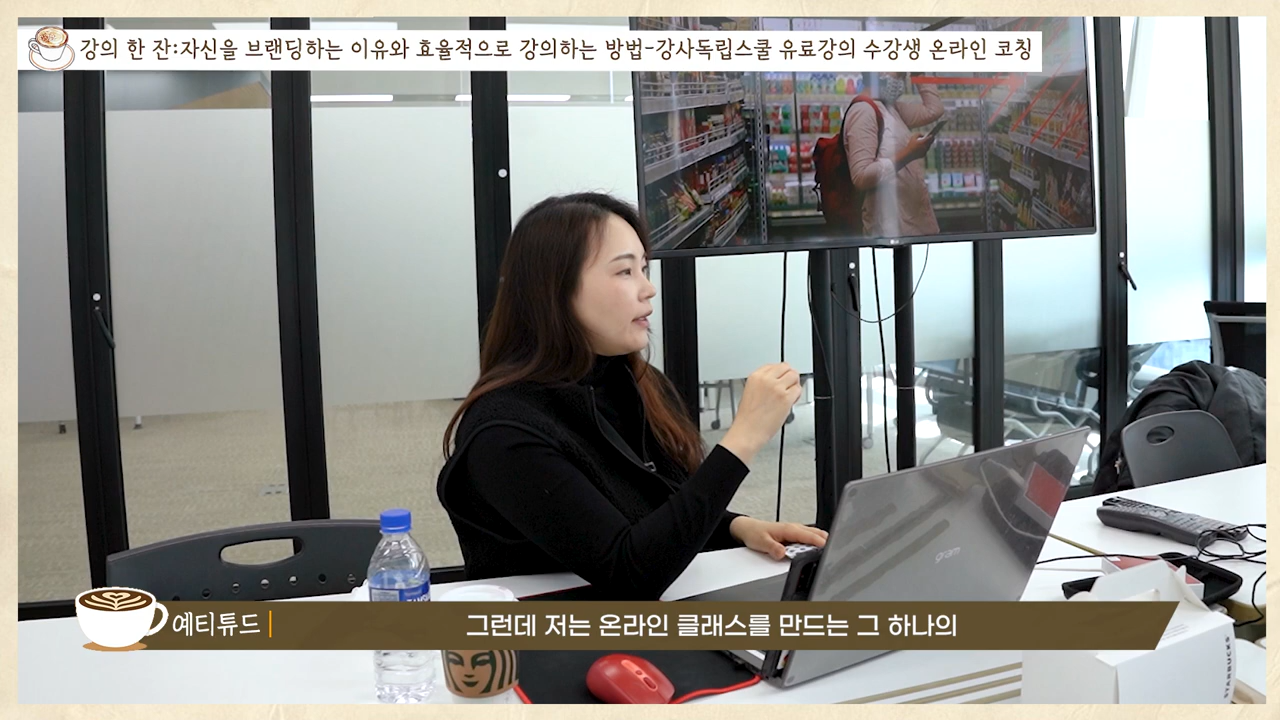 강의 한 잔:자신을 브랜딩하는 이유와 효율적으로 강의하는 방법-강사독립스쿨 유료강의 수강생 온라인 코칭
gram
STARBUCKS
예티튜드
그런데 저는 온라인 클래스를 만드는 그 하나의